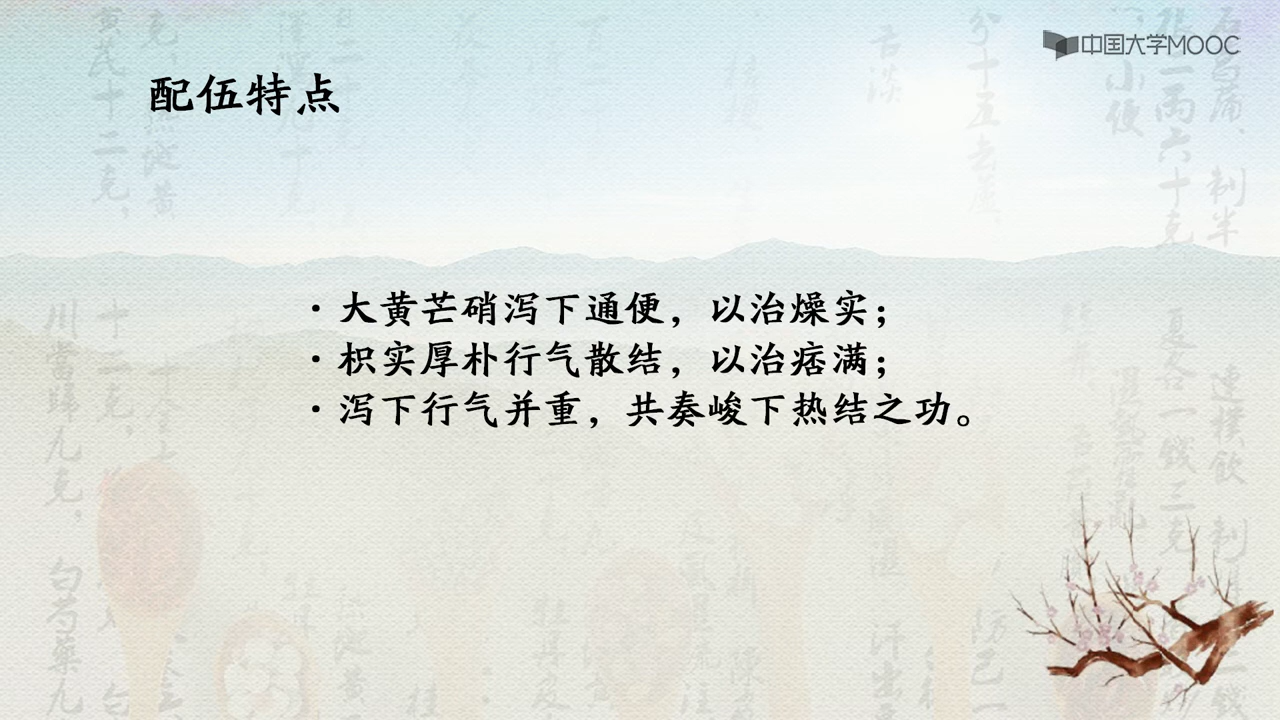 中国大学MOOC
配伍特点
·大黄芒硝泻下通便，以治燥实；
·枳实厚朴行气散结，以治痞满；
·泻下行气并重，共奏峻下热结之功。